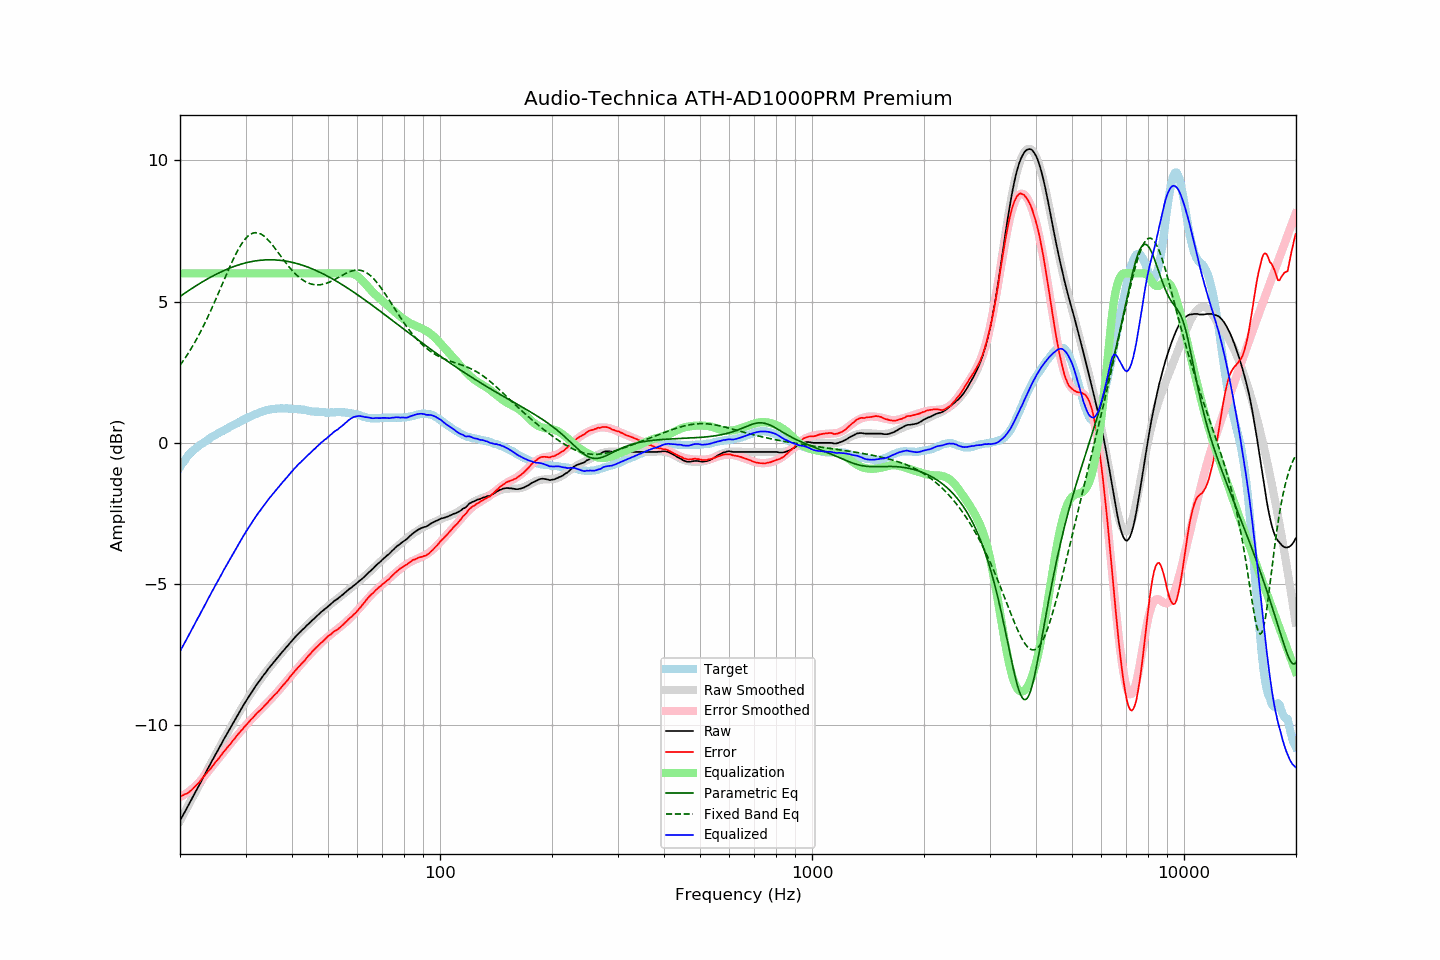 Audio-Technica ATH-AD1000PRM Premium
Amplitude (dBr)
10
5
0
−5
−10
100
1000
10000
Frequency (Hz)
Target
Raw Smoothed
Error Smoothed
Raw
Error
Equalization
Parametric Eq
Fixed Band Eq
Equalized